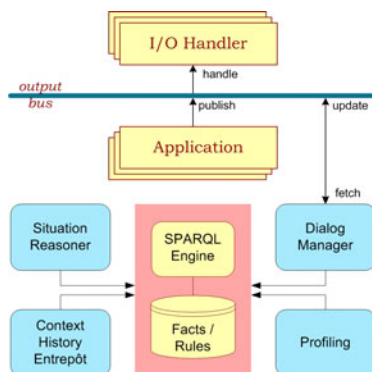 I/O Handler
handle
output
bus
publish
update
Application
fetch
Situation
Reasoner
SPARQL
Engine
Dialog
Manager
Context
History
Entrepôt
Facts /
Rules
Profiling